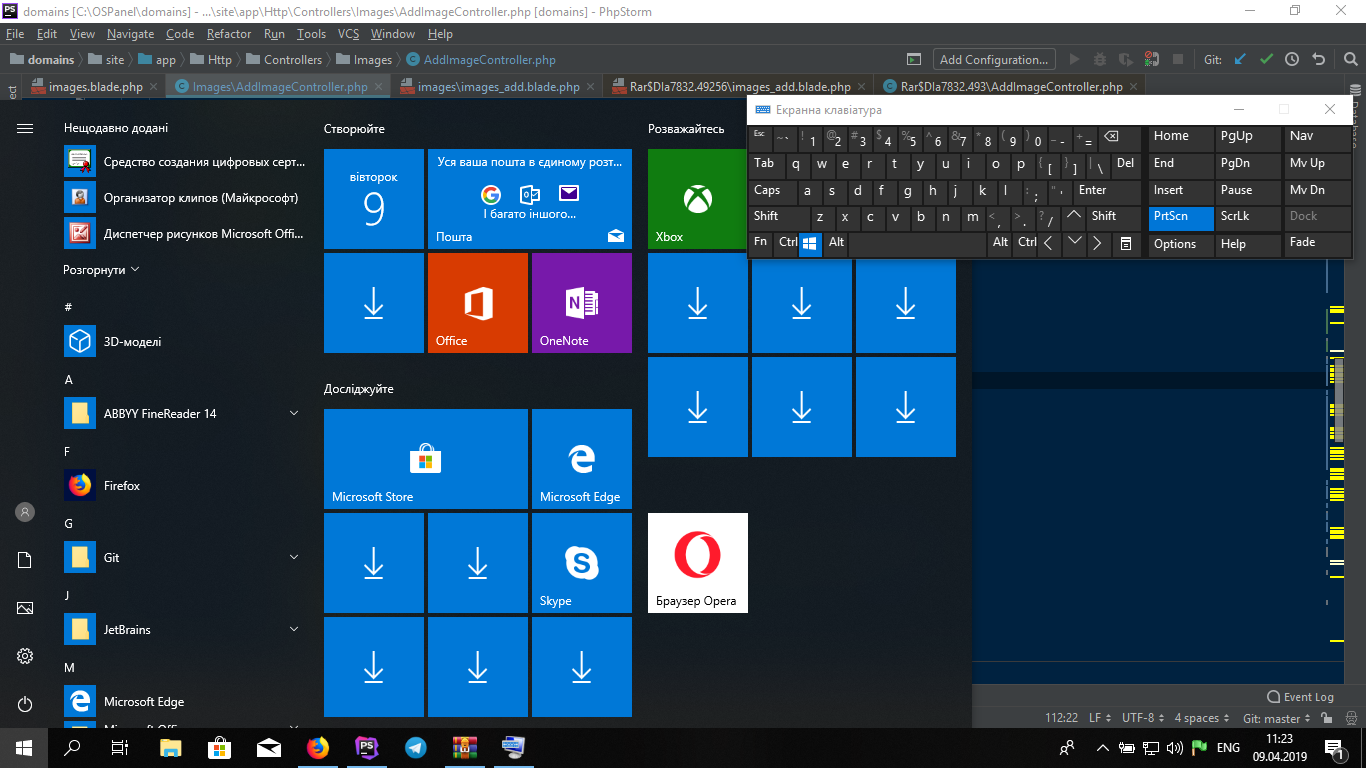 domains [C:\OSPanel\domains] - ...\site\app\Http\Controllers\Images\AddImageController.php [domains] - PhpStorm
File Edit View Navigate Code Refactor Run Tools VCS Window Help
domains site app Http Controllers Images AddImageController.php Add Configuration... Git:
images.blade.php Images\AddImageController.php images\images_add.blade.php Rar$DIa7832.49256\images_add.blade.php Rar$DIa7832.493\AddImageController.php
Екранна клавіатура
Esc ~ ` ! 1 @ 2 # 3 $ 4 % 5 ^ 6 & 7 * 8 ( 9 ) 0 _ - + = Home PgUp Nav
Tab q w e r t y u i o p { [ } ] | \ Del End PgDn Mv Up
Caps a s d f g h j k l : ; " ' Enter Insert Pause Mv Dn
Shift z x c v b n m < , > . ? / Shift PrtScn ScrLk Dock
Fn Ctrl Alt Alt Ctrl Options Help Fade
Нещодавно додані
Средство создания цифровых серт...
Организатор клипов (Майкрософт)
Диспетчер рисунков Microsoft Offi...
Розгорнути
#
3D-моделі
A
ABBYY FineReader 14
F
Firefox
G
Git
J
JetBrains
M
Microsoft Edge
Створюйте
вівторок
9
Уся ваша пошта в єдиному розт...
І багато іншого...
Пошта
Office
OneNote
Досліджуйте
Microsoft Store
Microsoft Edge
Skype
Розважайтесь
Xbox
Браузер Opera
Event Log
112:22 LF UTF-8 4 spaces Git: master
ENG
11:23
09.04.2019
1